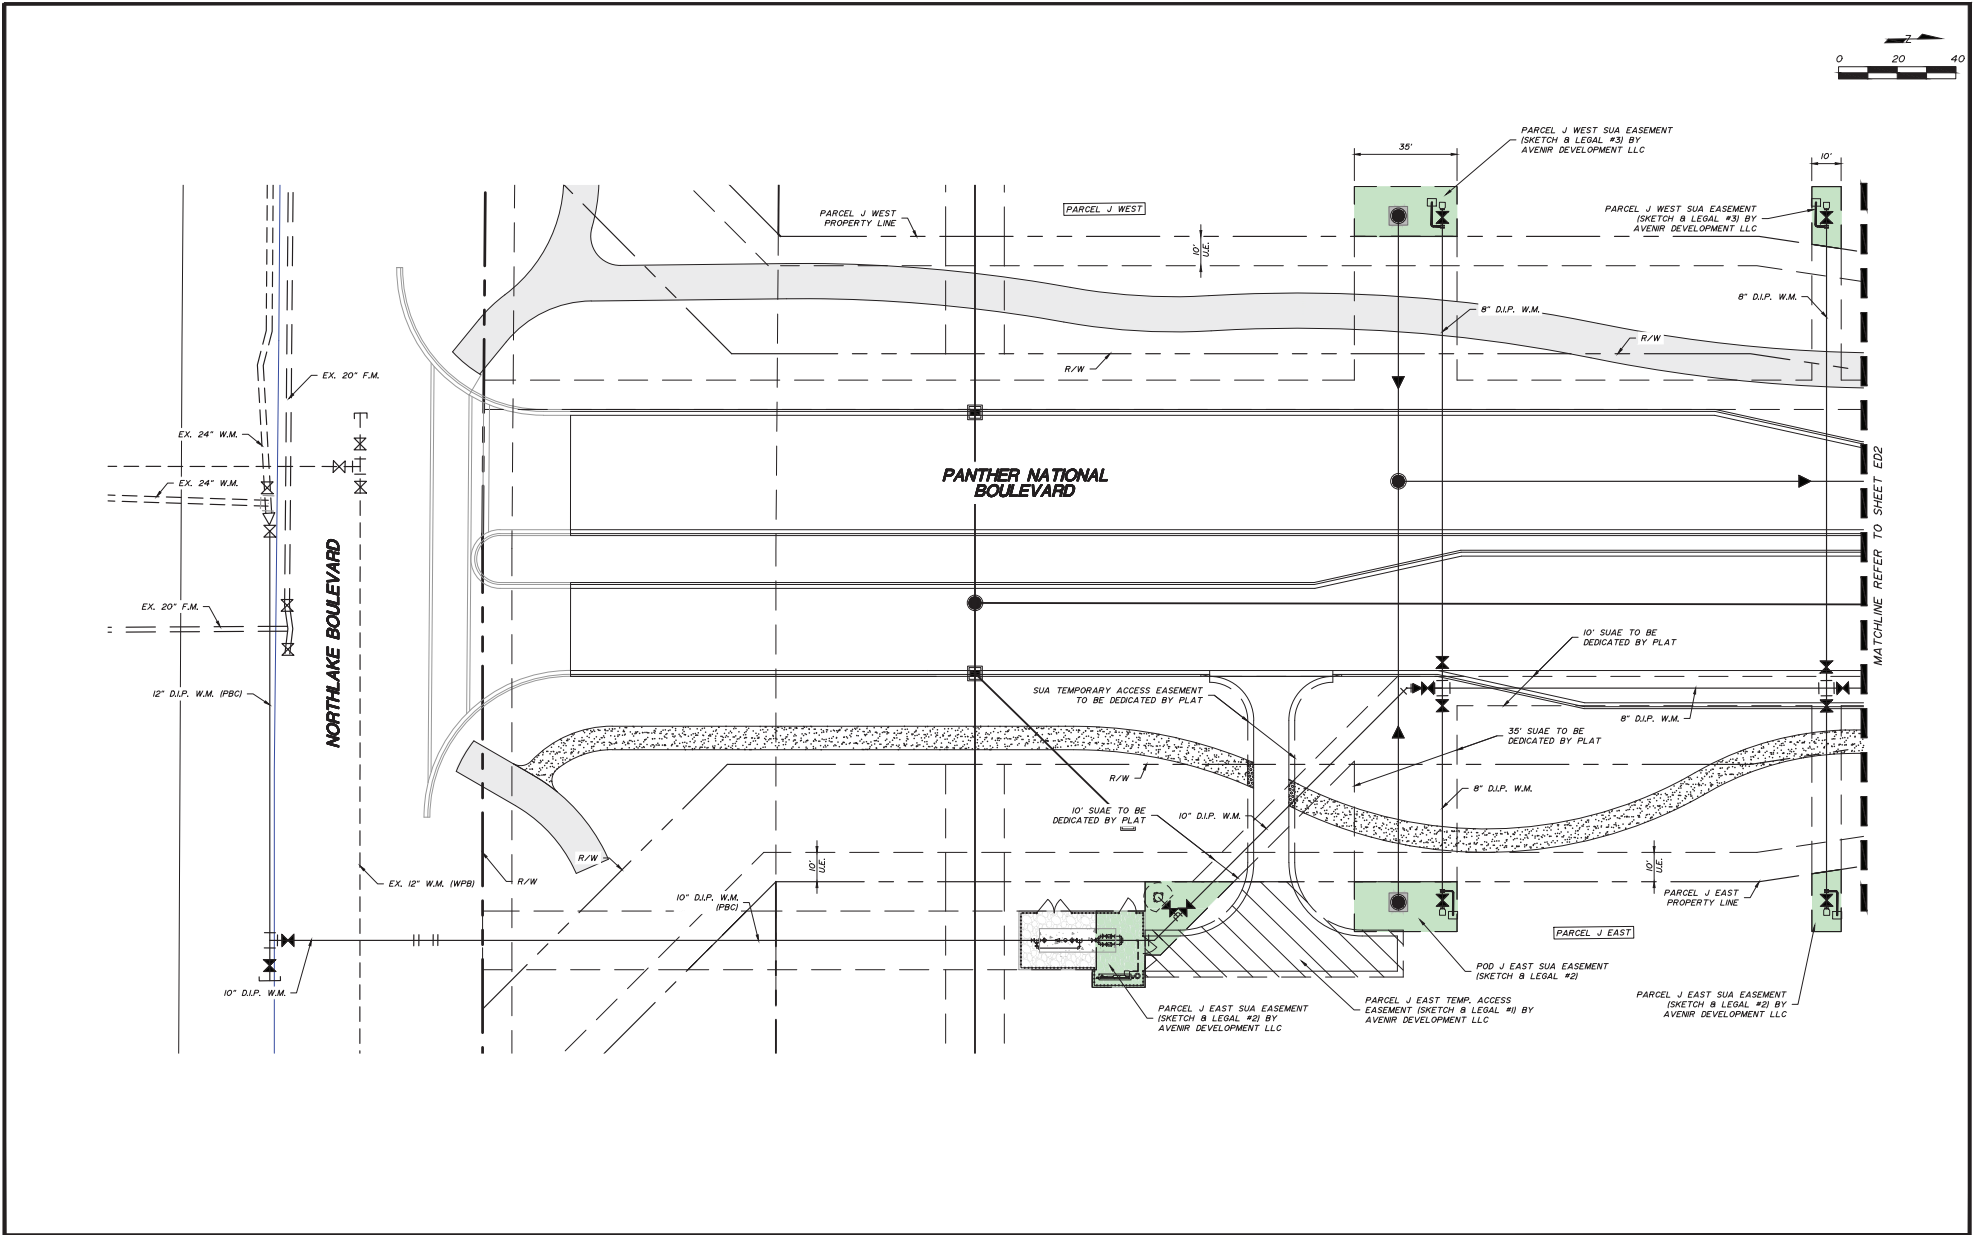 Z
0 20 40
PARCEL J WEST SUA EASEMENT
(SKETCH & LEGAL #3) BY
AVENIR DEVELOPMENT LLC
35'
10'
PARCEL J WEST
PROPERTY LINE
PARCEL J WEST
PARCEL J WEST SUA EASEMENT
(SKETCH & LEGAL #3) BY
AVENIR DEVELOPMENT LLC
10'
U.E.
8" D.I.P. W.M.
8" D.I.P. W.M.
R/W
R/W
EX. 20" F.M.
EX. 24" W.M.
EX. 24" W.M.
PANTHER NATIONAL
BOULEVARD
MATCHLINE REFER TO SHEET ED2
NORTHLAKE BOULEVARD
EX. 20" F.M.
10' SUAE TO BE
DEDICATED BY PLAT
12" D.I.P. W.M. (PBC)
SUA TEMPORARY ACCESS EASEMENT
TO BE DEDICATED BY PLAT
8" D.I.P. W.M.
35' SUAE TO BE
DEDICATED BY PLAT
R/W
8" D.I.P. W.M.
10' SUAE TO BE
DEDICATED BY PLAT
10" D.I.P. W.M.
R/W
10'
U.E.
10'
U.E.
EX. 12" W.M. (WPB)
R/W
10" D.I.P. W.M.
(PBC)
PARCEL J EAST
PROPERTY LINE
PARCEL J EAST
POD J EAST SUA EASEMENT
(SKETCH & LEGAL #2)
10" D.I.P. W.M.
PARCEL J EAST SUA EASEMENT
(SKETCH & LEGAL #2) BY
AVENIR DEVELOPMENT LLC
PARCEL J EAST TEMP. ACCESS
EASEMENT (SKETCH & LEGAL #1) BY
AVENIR DEVELOPMENT LLC
PARCEL J EAST SUA EASEMENT
(SKETCH & LEGAL #2) BY
AVENIR DEVELOPMENT LLC